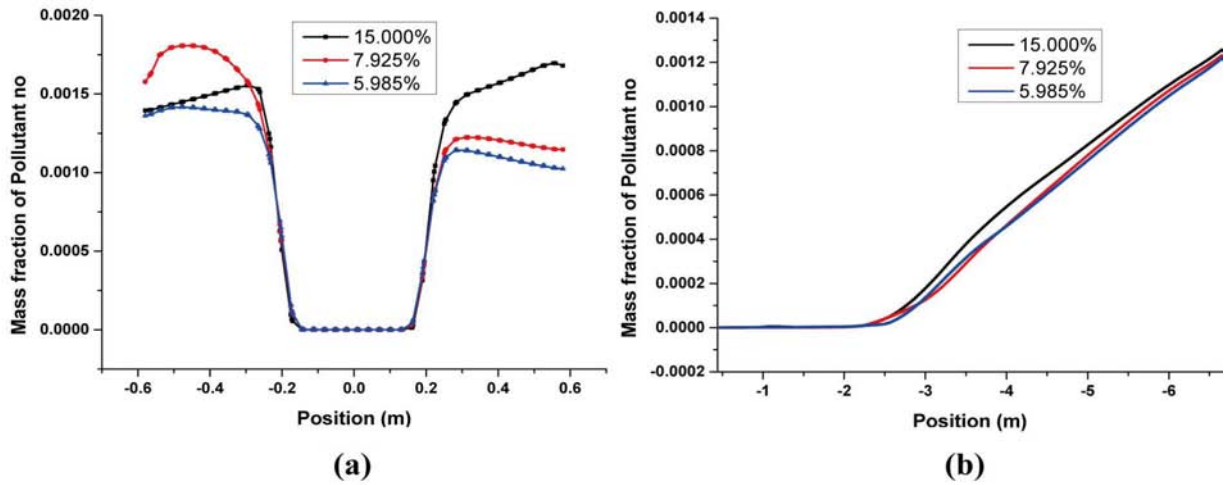 0.0020
0.0015
0.0010
0.0005
0.0000
Mass fraction of Pollutant no
15.000%
7.925%
5.985%
-0.6 -0.4 -0.2 0.0 0.2 0.4 0.6
Position (m)
(a)
0.0014
0.0012
0.0010
0.0008
0.0006
0.0004
0.0002
0.0000
-0.0002
Mass fraction of Pollutant no
15.000%
7.925%
5.985%
-1 -2 -3 -4 -5 -6
Position (m)
(b)